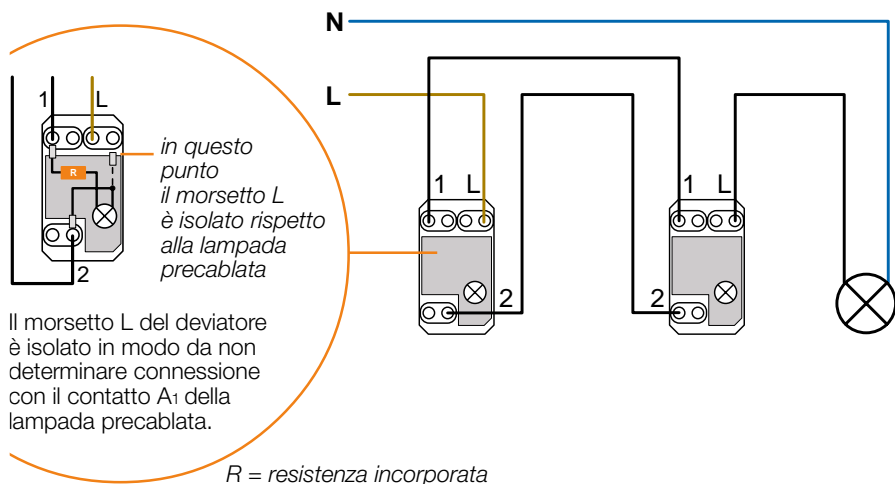 N
L
1
L
R
2
in questo
punto
il morsetto L
è isolato rispetto
alla lampada
precablata
Il morsetto L del deviatore
è isolato in modo da non
determinare connessione
con il contatto A1 della
lampada precablata.
1 L
2
1 L
2
R = resistenza incorporata